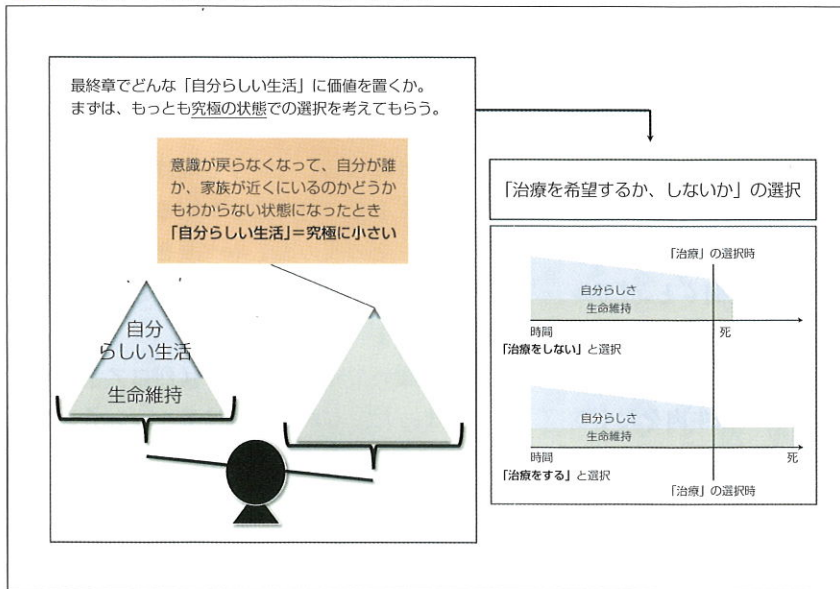 最終章でどんな「自分らしい生活」に価値を置くか。
まずは、もっとも究極の状態での選択を考えてもらう。
意識が戻らなくなって、自分が誰
か、家族が近くにいるのかどうか
もわからない状態になったとき
「自分らしい生活」＝究極に小さい
自分
らしい生活
生命維持
「治療を希望するか、しないか」の選択
「治療」の選択時
自分らしさ
生命維持
時間
死
「治療をしない」と選択
自分らしさ
生命維持
時間
死
「治療をする」と選択
「治療」の選択時